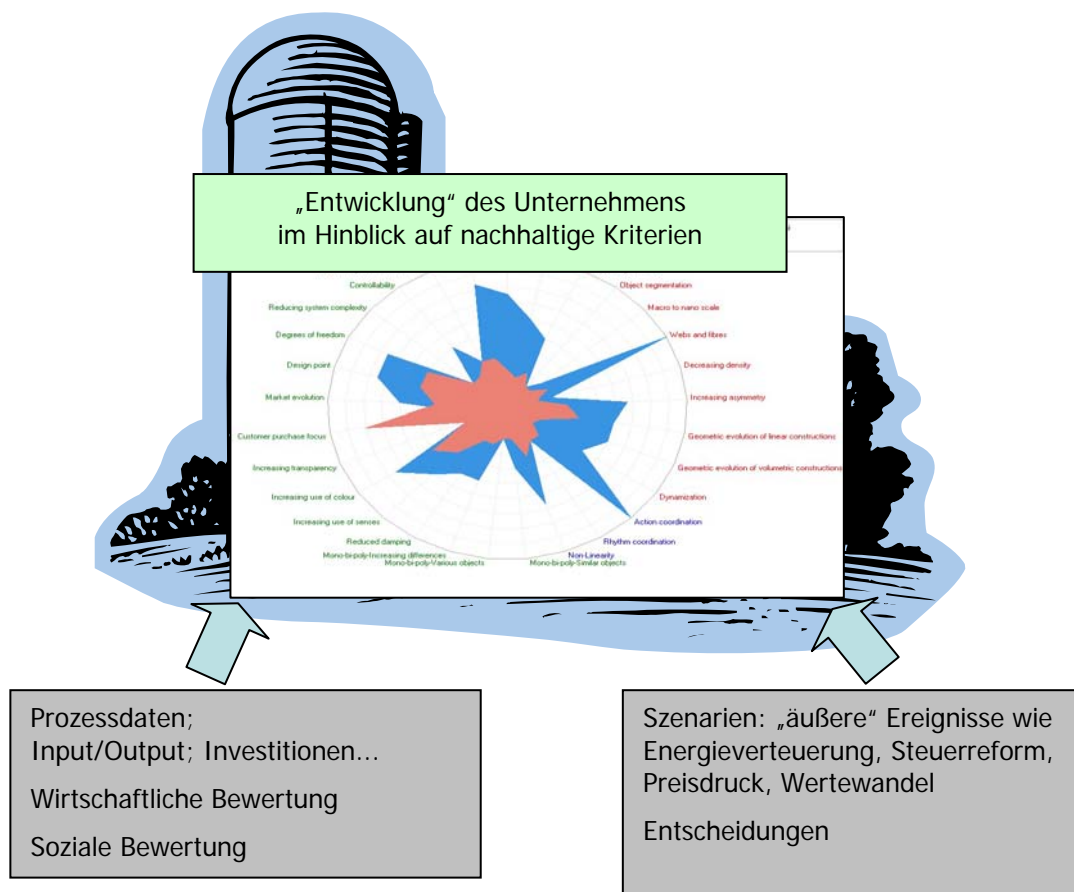 „Entwicklung“ des Unternehmens
im Hinblick auf nachhaltige Kriterien
Controllability
Reducing system complexity
Degrees of freedom
Design point
Market evolution
Customer purchase focus
Increasing transparency
Increasing use of colour
Increasing use of senses
Reduced damping
Mono-bi-poly-Increasing differences
Mono-bi-poly-Various objects
Object segmentation
Macro to nano scale
Webs and fibres
Decreasing density
Increasing asymmetry
Geometric evolution of linear constructions
Geometric evolution of volumetric constructions
Dynamization
Action coordination
Rhythm coordination
Non-Linearity
Mono-bi-poly-Similar objects
Prozessdaten;
Input/Output; Investitionen...
Wirtschaftliche Bewertung
Soziale Bewertung
Szenarien: „äußere“ Ereignisse wie
Energieverteuerung, Steuerreform,
Preisdruck, Wertewandel
Entscheidungen